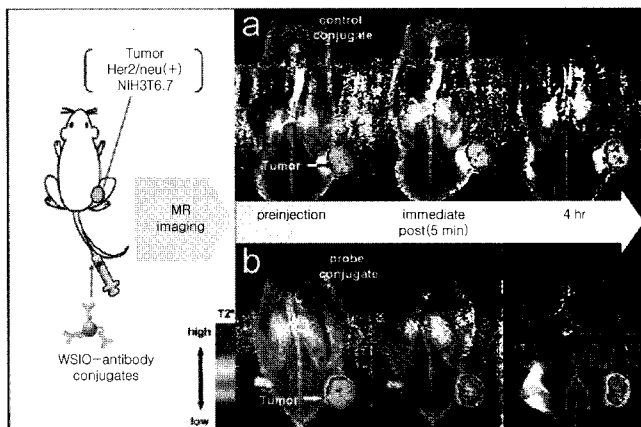 Tumor
Her2/neu(+)
NIH3T6.7
MR
imaging
WSIO-antibody
conjugates
a
control
conjugate
Tumor
preinjection
immediate
post(5 min)
4 hr
b
probe
conjugate
T2*
high
low
Tumor